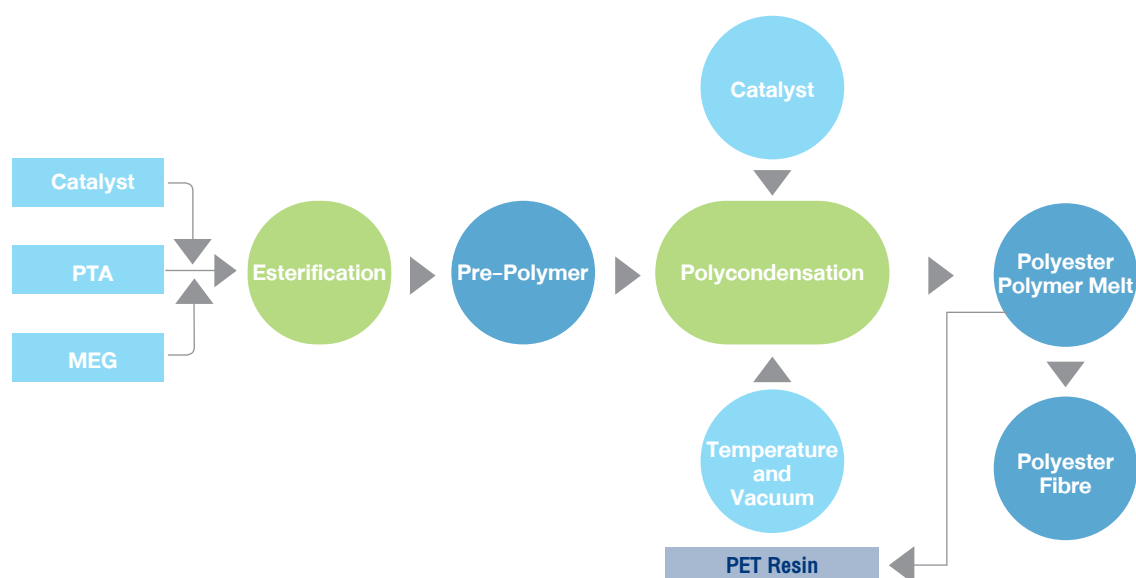 Catalyst
Catalyst
PTA
MEG
Esterification
Pre–Polymer
Polycondensation
Polyester
Polymer Melt
Temperature
and
Vacuum
Polyester
Fibre
PET Resin